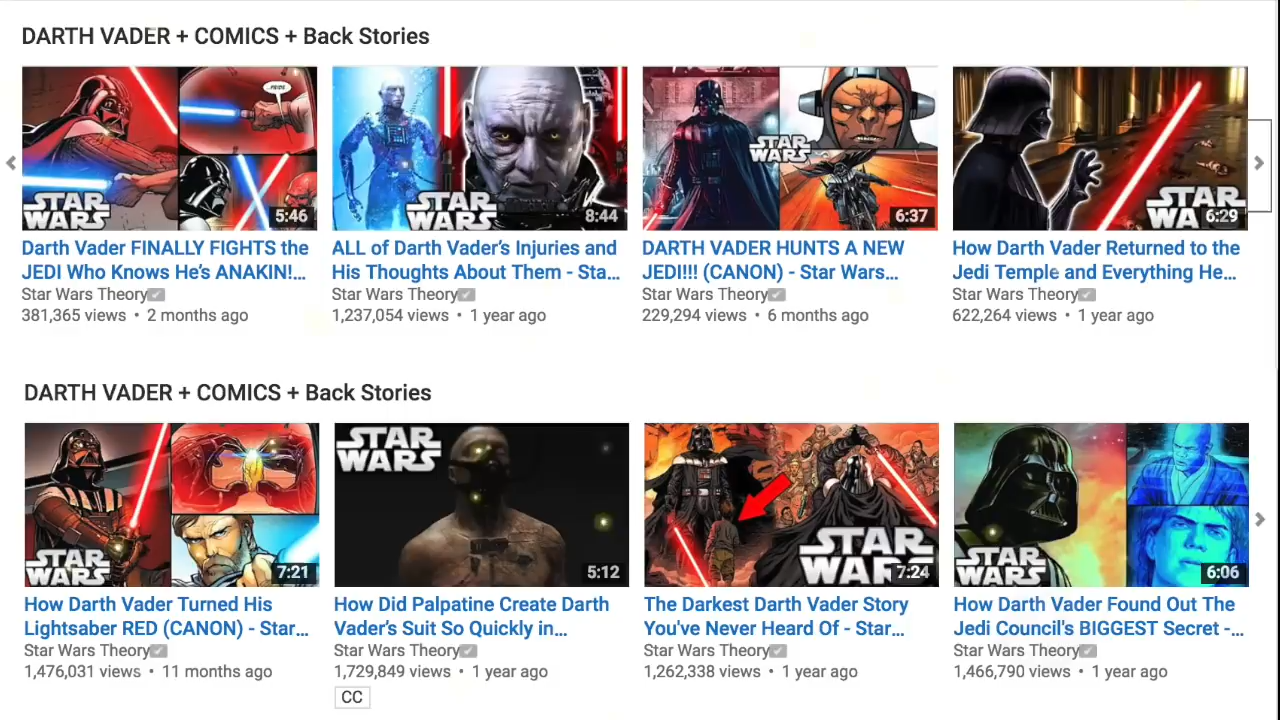 DARTH VADER + COMICS + Back Stories
...PRIDE
STAR
WARS
5:46
STAR
WARS
8:44
STAR
WARS
6:37
STAR
WA
6:29
Darth Vader FINALLY FIGHTS the
JEDI Who Knows He's ANAKIN!...
Star Wars Theory
381,365 views • 2 months ago
ALL of Darth Vader's Injuries and
His Thoughts About Them - Sta...
Star Wars Theory
1,237,054 views • 1 year ago
DARTH VADER HUNTS A NEW
JEDI!!! (CANON) - Star Wars...
Star Wars Theory
229,294 views • 6 months ago
How Darth Vader Returned to the
Jedi Temple and Everything He...
Star Wars Theory
622,264 views • 1 year ago
DARTH VADER + COMICS + Back Stories
STAR
WARS
7:21
STAR
WARS
5:12
STAR
WAR
7:24
STAR
WARS
6:06
How Darth Vader Turned His
Lightsaber RED (CANON) - Star...
Star Wars Theory
1,476,031 views • 11 months ago
How Did Palpatine Create Darth
Vader's Suit So Quickly in...
Star Wars Theory
1,729,849 views • 1 year ago
CC
The Darkest Darth Vader Story
You've Never Heard Of - Star...
Star Wars Theory
1,262,338 views • 1 year ago
How Darth Vader Found Out The
Jedi Council's BIGGEST Secret -...
Star Wars Theory
1,466,790 views • 1 year ago